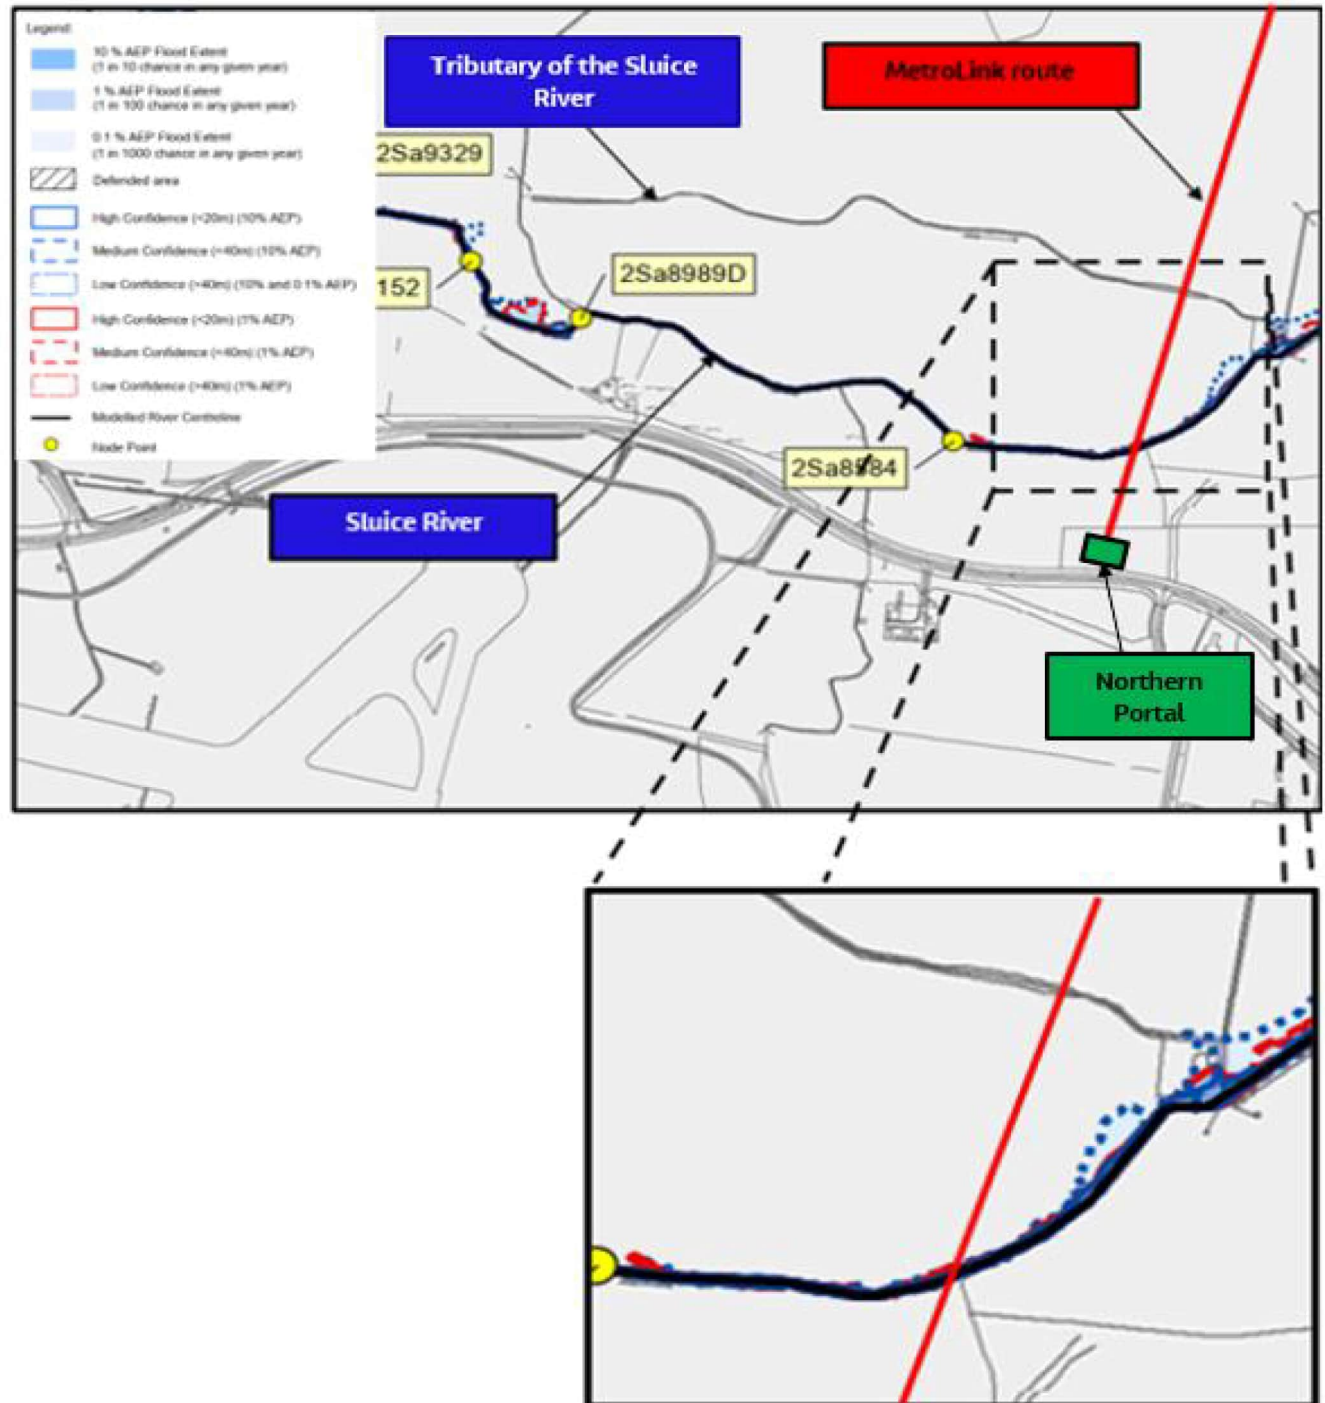 Legend:
10 % AEP Flood Extent
(1 in 10 chance in any given year)
1 % AEP Flood Extent
(1 in 100 chance in any given year)
0.1 % AEP Flood Extent
(1 in 1000 chance in any given year)
Defended area
High Confidence (<20m) (10% AEP)
Medium Confidence (<40m) (10% AEP)
Low Confidence (>40m) (10% and 0.1% AEP)
High Confidence (<20m) (1% AEP)
Medium Confidence (<40m) (1% AEP)
Low Confidence (>40m) (1% AEP)
Modelled River Centreline
Node Point
Tributary of the Sluice
River
MetroLink route
2Sa9329
152
2Sa8989D
2Sa8584
Sluice River
Northern
Portal